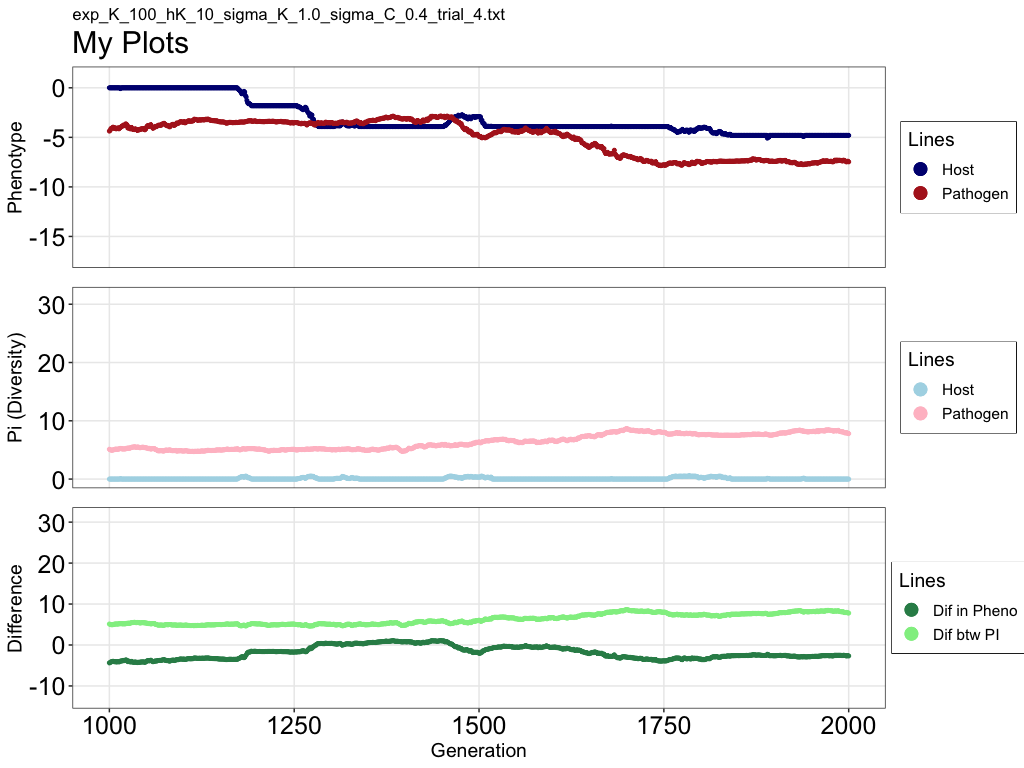 exp_K_100_hK_10_sigma_K_1.0_sigma_C_0.4_trial_4.txt
My Plots
Phenotype
0
-5
-10
-15
Lines
Host
Pathogen
Pi (Diversity)
30
20
10
0
Lines
Host
Pathogen
Difference
30
20
10
0
-10
Lines
Dif in Pheno
Dif btw PI
1000 1250 1500 1750 2000
Generation